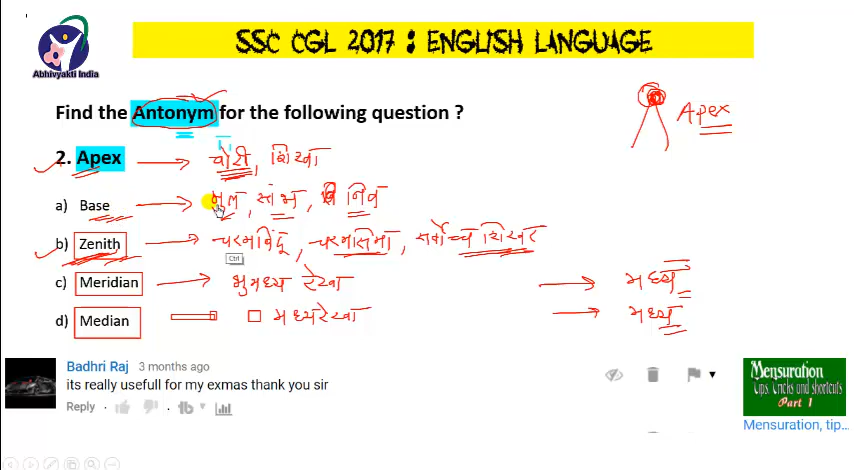 Abhivyakti India
SSC CGL 2017 : ENGLISH LANGUAGE
Find the Antonym for the following question ?
Apex
2. Apex → चोटी, शिखा
a) Base → मुल, स्तंभ, निव
b) Zenith → चरमबिंदू, चरमसिमा, सर्वोच्च शिखर
Ctrl
c) Meridian → भुमध्य रेखा → मध्य
d) Median मध्यरेखा → मध्य
Badhri Raj 3 months ago
its really usefull for my exmas thank you sir
Reply
Mensuration
Tips, Tricks and shortcuts
Part 1
Mensuration, tip...